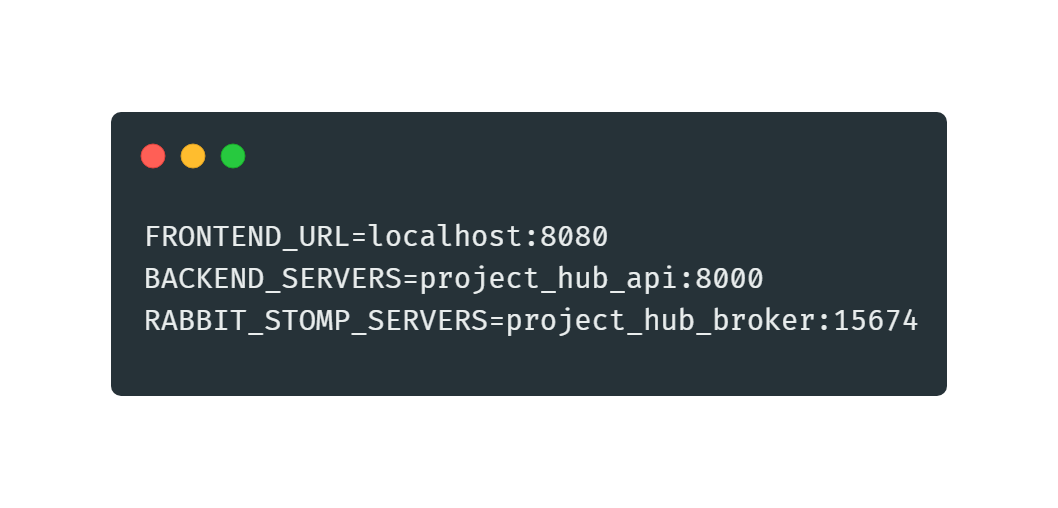 FRONTEND_URL=localhost:8080
BACKEND_SERVERS=project_hub_api:8000
RABBIT_STOMP_SERVERS=project_hub_broker:15674